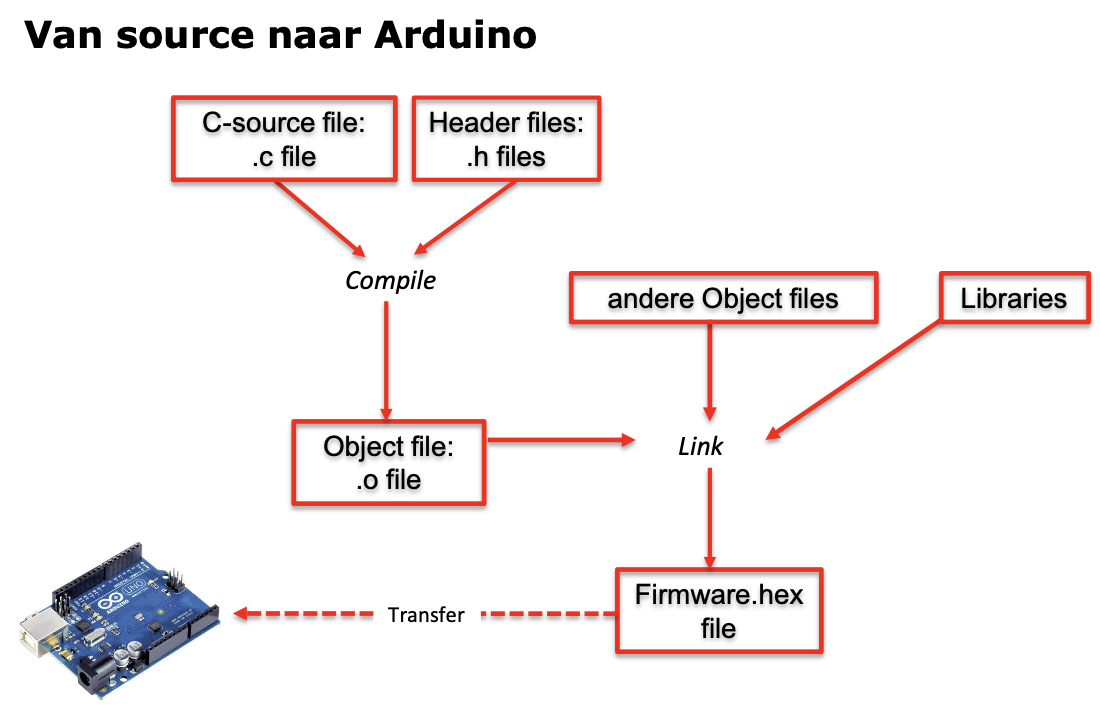 Van source naar Arduino
C-source file:
.c file
Header files:
.h files
Compile
andere Object files
Libraries
Object file:
.o file
Link
Firmware.hex
file
Transfer
UNO
ARDUINO